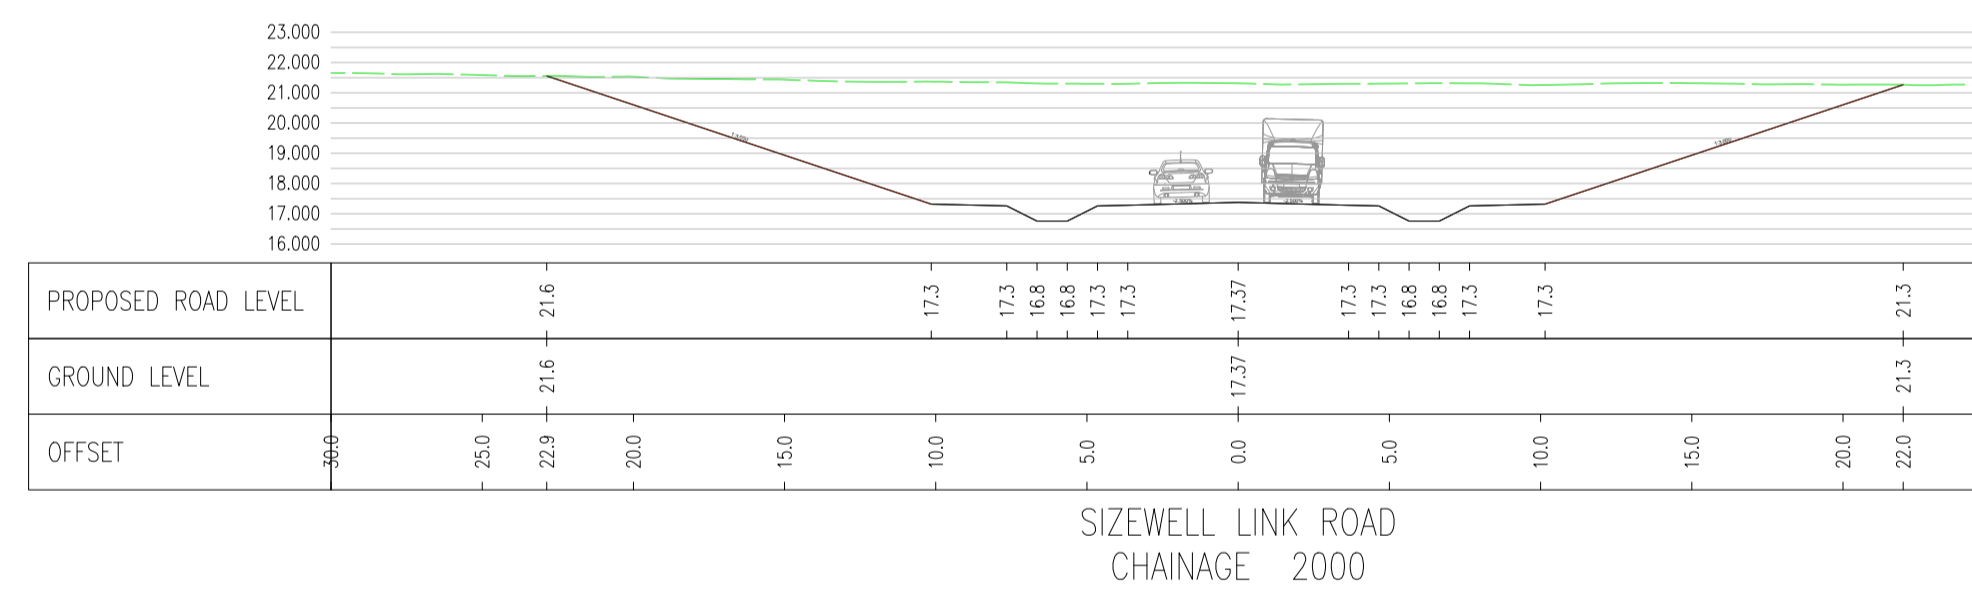 23.000
22.000
21.000
20.000
19.000
18.000
17.000
16.000
-2.500% -2.500%
PROPOSED ROAD LEVEL 21.6 17.3 17.3 16.8 16.8 17.3 17.3 17.37 17.3 17.3 16.8 16.8 17.3 17.3 21.3
GROUND LEVEL 21.6 17.37 21.3
OFFSET 30.0 25.0 22.9 20.0 15.0 10.0 5.0 0.0 5.0 10.0 15.0 20.0 22.0
SIZEWELL LINK ROAD
CHAINAGE 2000